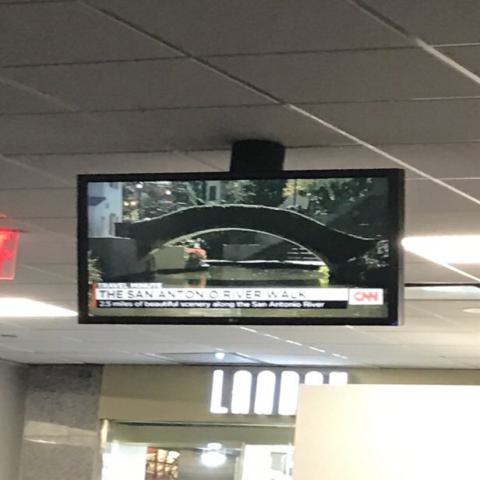 TRAVEL MINUTE
THE SAN ANTONIO RIVER WALK
CNN
2.5 miles of beautiful scenery along the San Antonio River